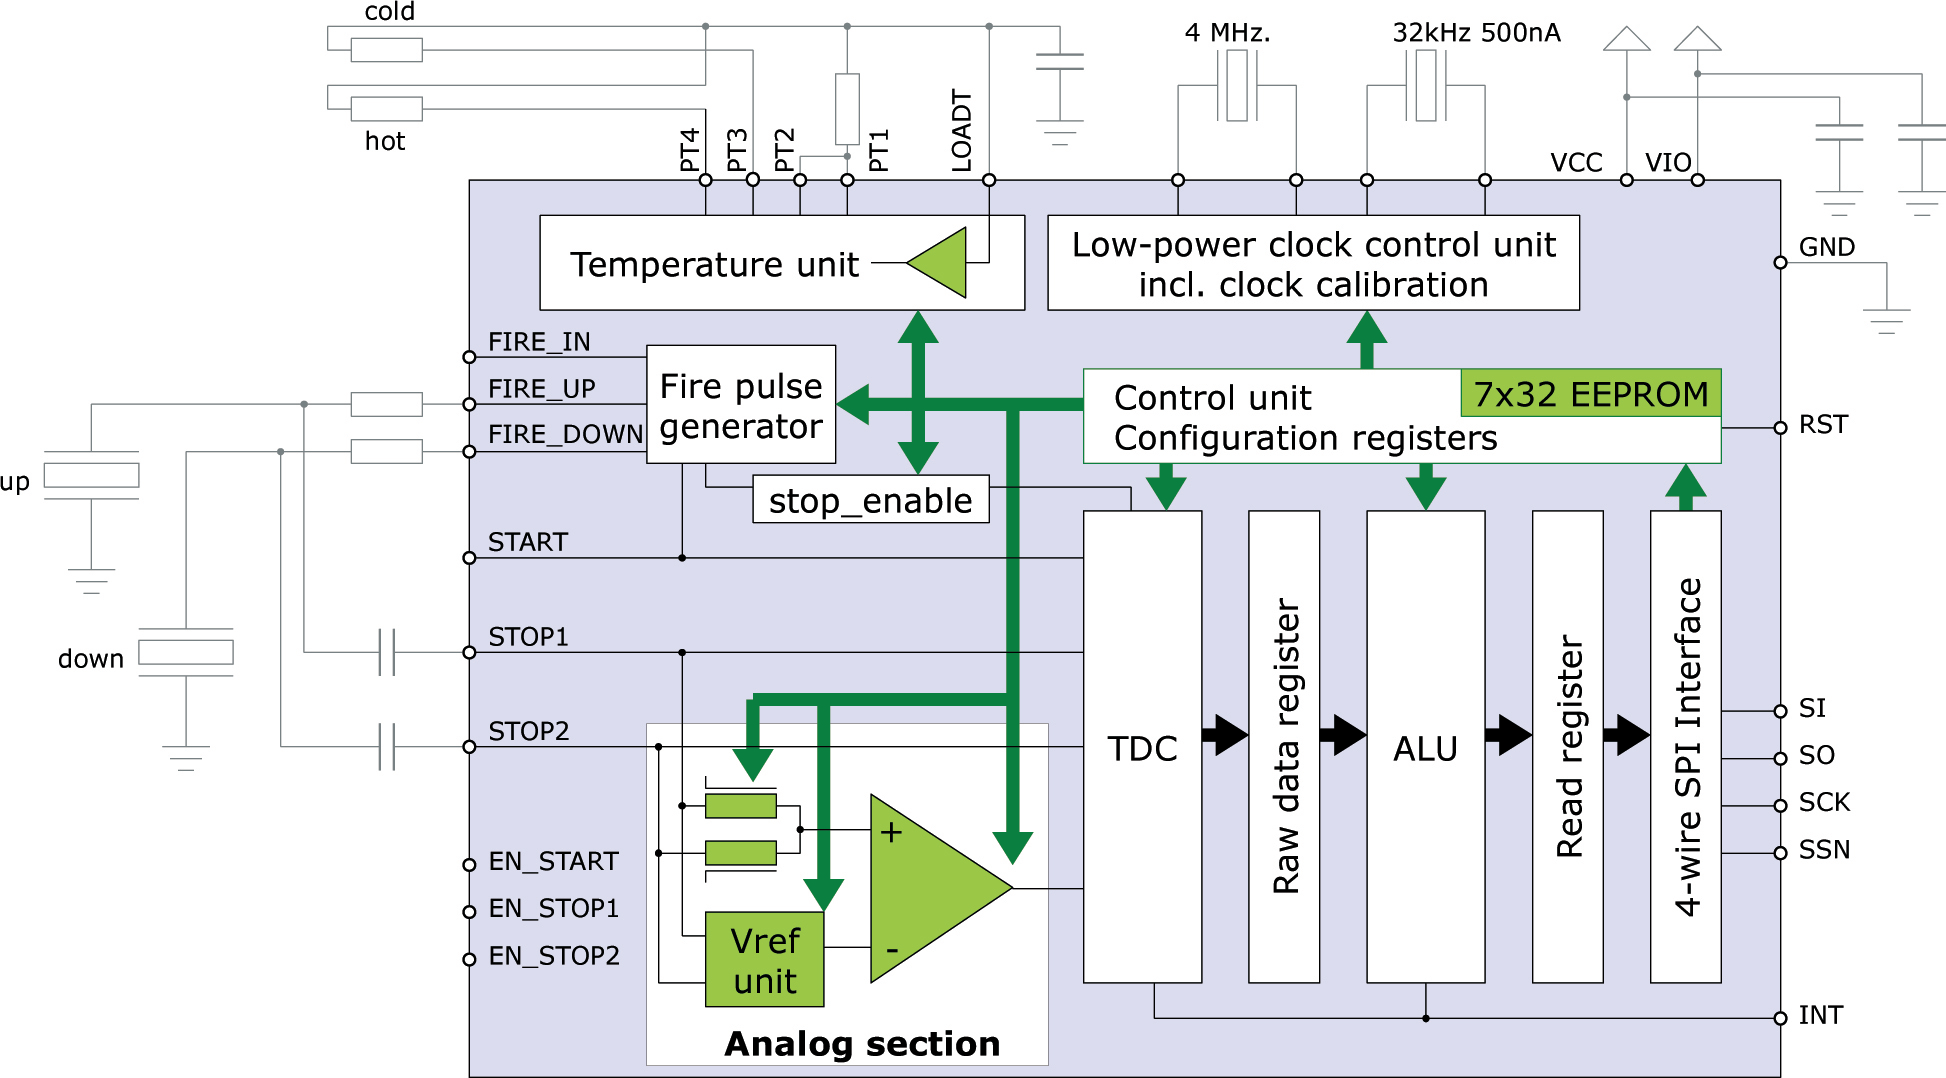 cold
4 MHz.
32kHz 500nA
hot
PT4
PT3
PT2
PT1
LOADT
VCC
VIO
Temperature unit
Low-power clock control unit
incl. clock calibration
GND
FIRE_IN
FIRE_UP
FIRE_DOWN
Fire pulse
generator
Control unit
Configuration registers
7x32 EEPROM
RST
up
stop_enable
START
STOP1
down
STOP2
TDC
Raw data register
ALU
Read register
4-wire SPI Interface
SI
SO
SCK
SSN
+
-
EN_START
EN_STOP1
EN_STOP2
Vref
unit
Analog section
INT